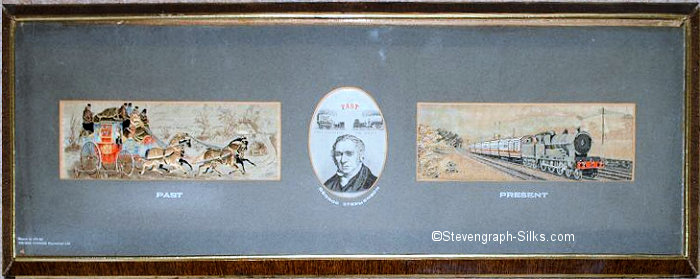 PAST
PAST
GEORGE STEPHENSON
PRESENT
©Stevengraph-Silks.com